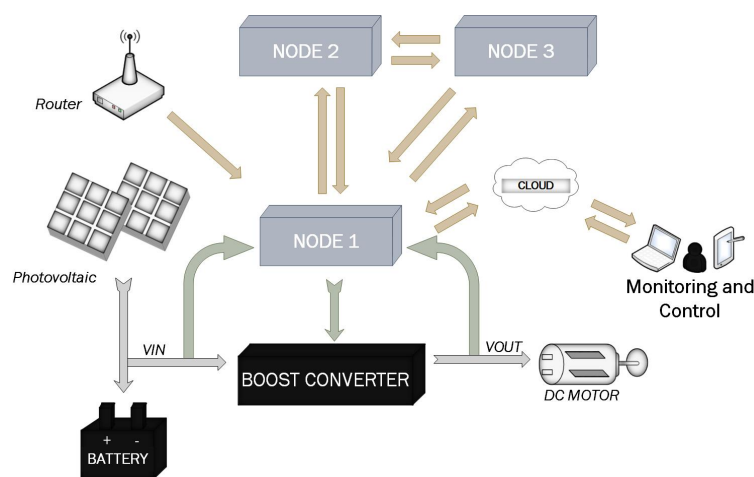 NODE 2
NODE 3
Router
CLOUD
NODE 1
Photovoltaic
Monitoring and
Control
VIN
VOUT
BOOST CONVERTER
DC MOTOR
+ -
BATTERY